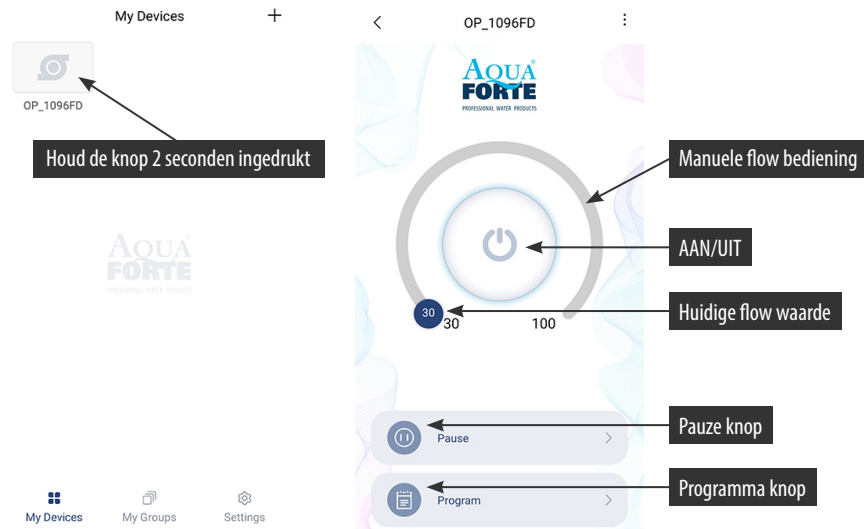 My Devices
+
OP_1096FD
Houd de knop 2 seconden ingedrukt
AQUA
FORTE
PROFESSIONAL WATER PRODUCTS
My Devices
My Groups
Settings
OP_1096FD
AQUA
FORTE
PROFESSIONAL WATER PRODUCTS
Manuele flow bediening
AAN/UIT
30
Huidige flow waarde
30
100
Pauze knop
Pause
Programma knop
Program